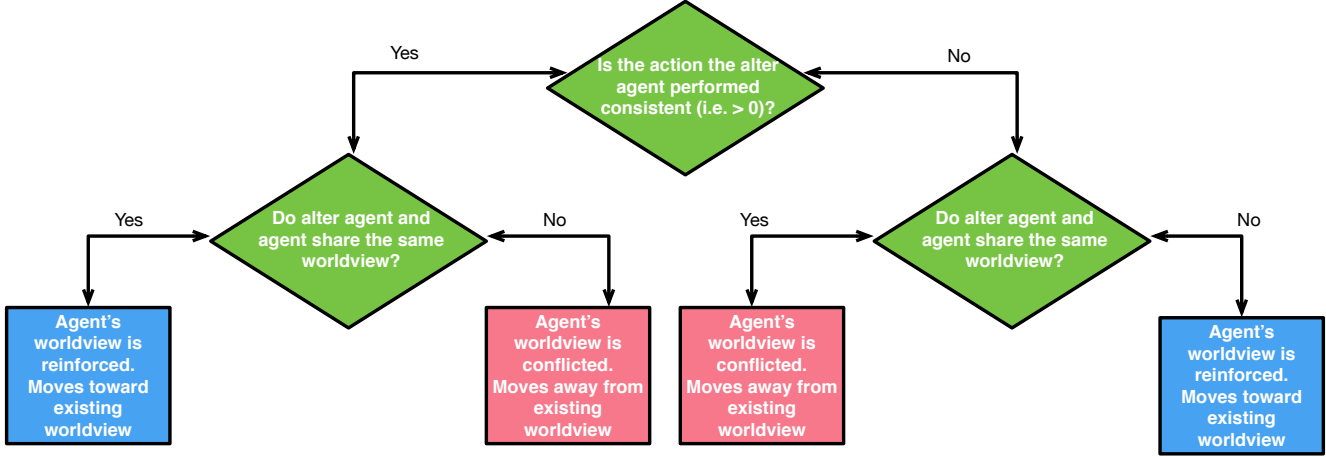 Is the action the alter
agent performed
consistent (i.e. > 0)?
Yes
No
Do alter agent and
agent share the same
worldview?
Yes
No
Do alter agent and
agent share the same
worldview?
Yes
No
Agent's
worldview is
reinforced.
Moves toward
existing
worldview
Agent's
worldview is
conflicted.
Moves away from
existing
worldview
Agent's
worldview is
conflicted.
Moves away from
existing
worldview
Agent's
worldview is
reinforced.
Moves toward
existing
worldview